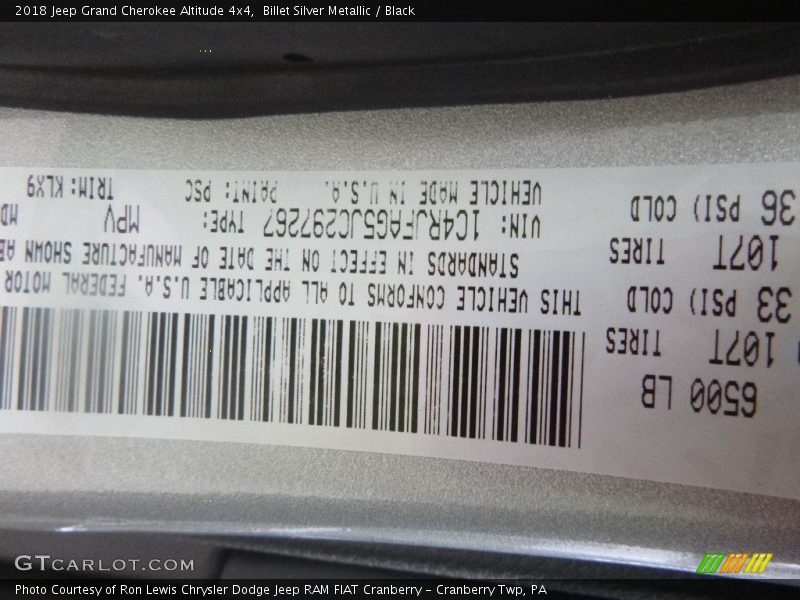 2018 Jeep Grand Cherokee Altitude 4x4, Billet Silver Metallic / Black
6500 LB
107T TIRES
33 PSI) COLD
107T TIRES
36 PSI) COLD
THIS VEHICLE CONFORMS TO ALL APPLICABLE U.S.A. FEDERAL MOTOR
STANDARDS IN EFFECT ON THE DATE OF MANUFACTURE SHOWN AB
VIN: 1C4RJFAG5JC297267 TYPE: MPV MD
VEHICLE MADE IN U.S.A. PAINT: PSC TRIM: KLX9
GTCARLOT.COM
Photo Courtesy of Ron Lewis Chrysler Dodge Jeep RAM FIAT Cranberry – Cranberry Twp, PA